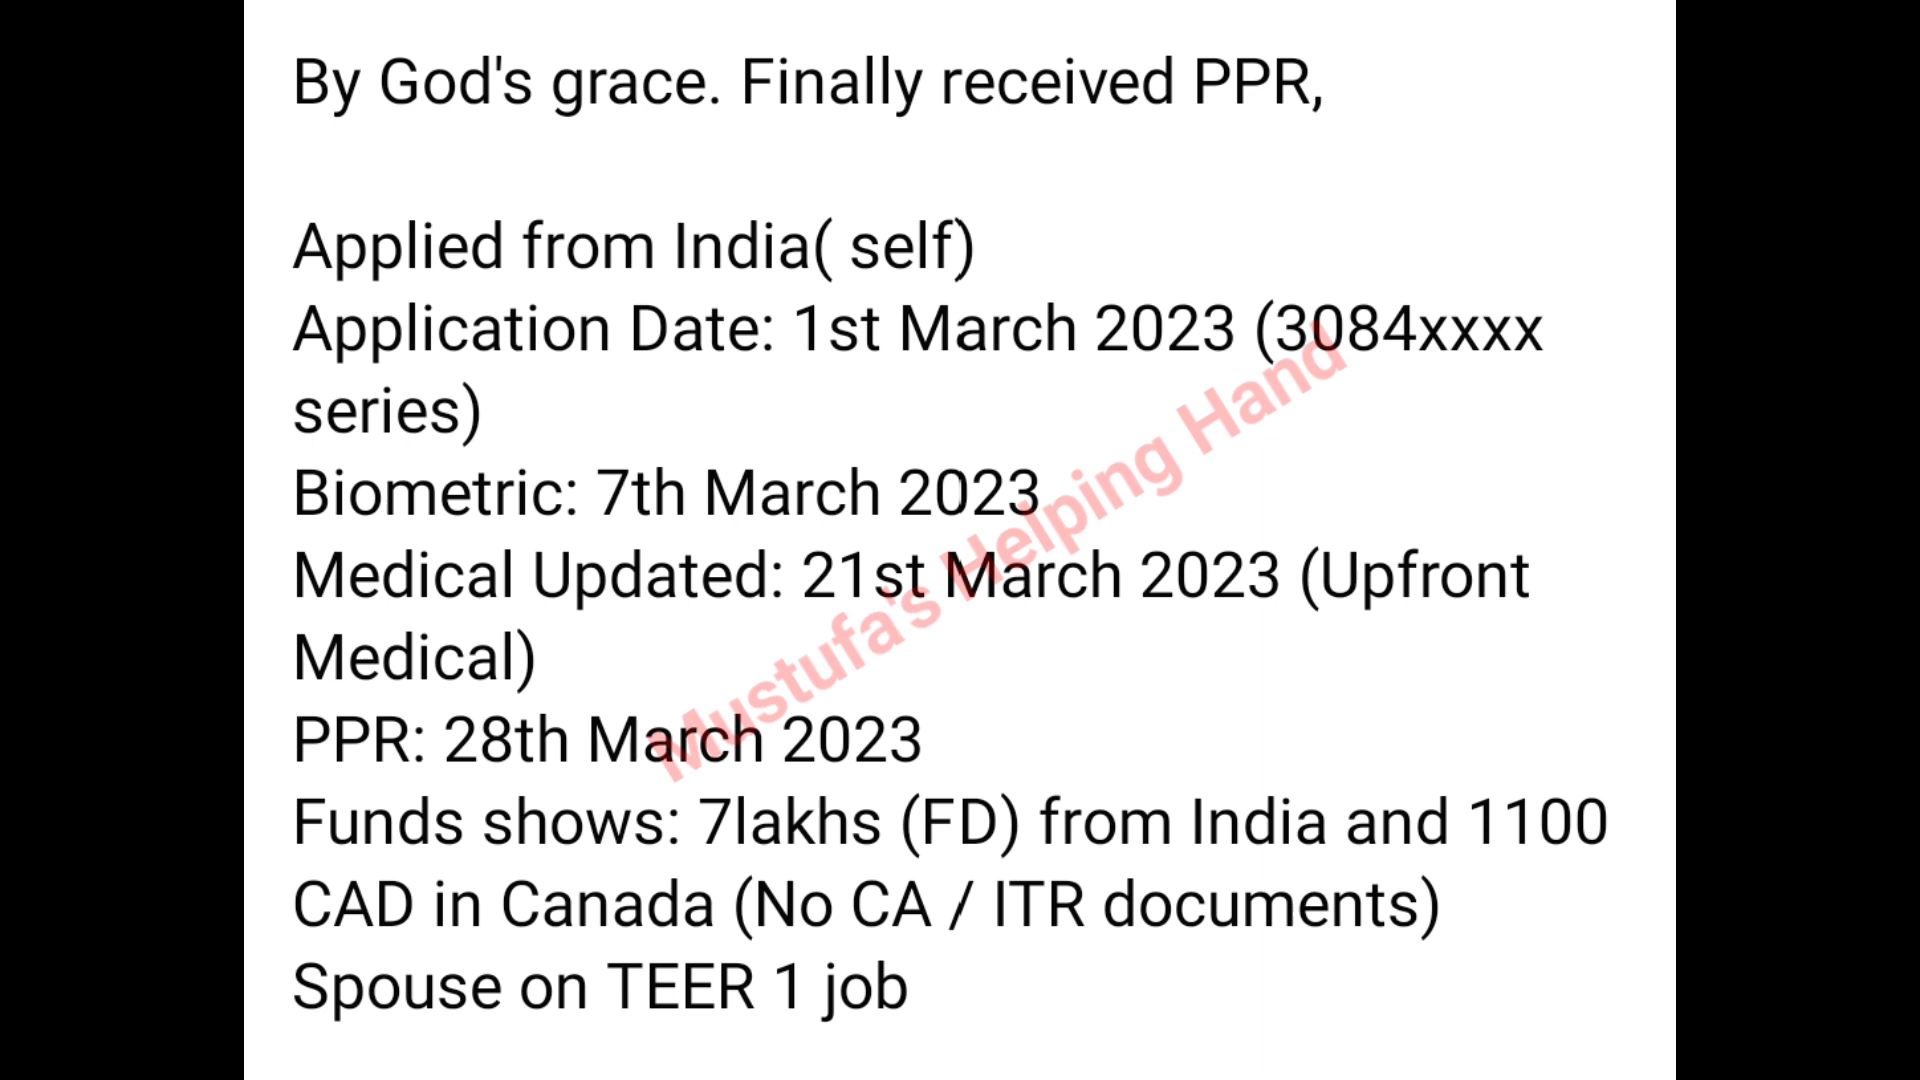 By God's grace. Finally received PPR,
Applied from India( self)
Application Date: 1st March 2023 (3084xxxx
series)
Biometric: 7th March 2023
Medical Updated: 21st March 2023 (Upfront
Medical)
PPR: 28th March 2023
Funds shows: 7lakhs (FD) from India and 1100
CAD in Canada (No CA / ITR documents)
Spouse on TEER 1 job
Mustufa's Helping Hand